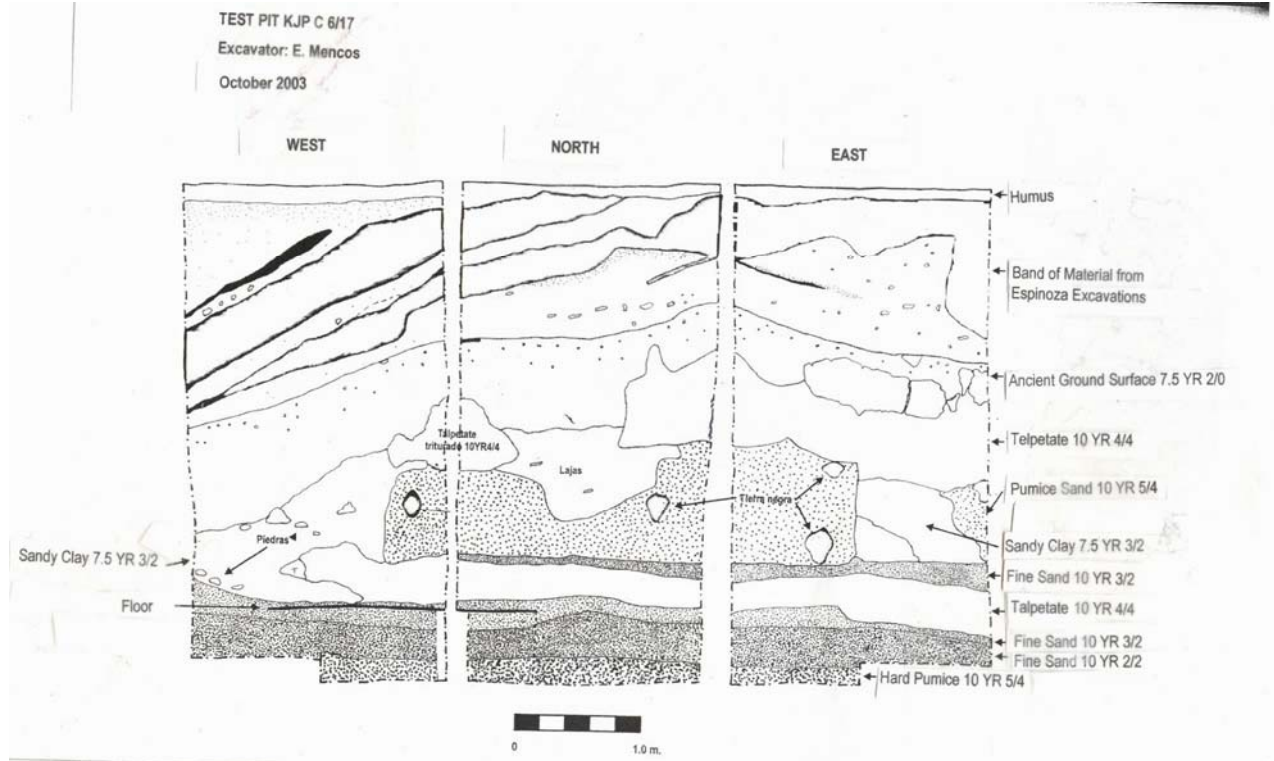 TEST PIT KJP C 6/17
Excavator: E. Mencos
October 2003
WEST
NORTH
EAST
Humus
Band of Material from
Espinoza Excavations
Ancient Ground Surface 7.5 YR 2/0
Telpetate 10 YR 4/4
Pumice Sand 10 YR 5/4
Sandy Clay 7.5 YR 3/2
Fine Sand 10 YR 3/2
Talpetate 10 YR 4/4
Fine Sand 10 YR 3/2
Fine Sand 10 YR 2/2
Hard Pumice 10 YR 5/4
Talpetate
triturado 10YR4/4
Lajas
Tierra negra
Piedras
Sandy Clay 7.5 YR 3/2
Floor
0
1.0 m.